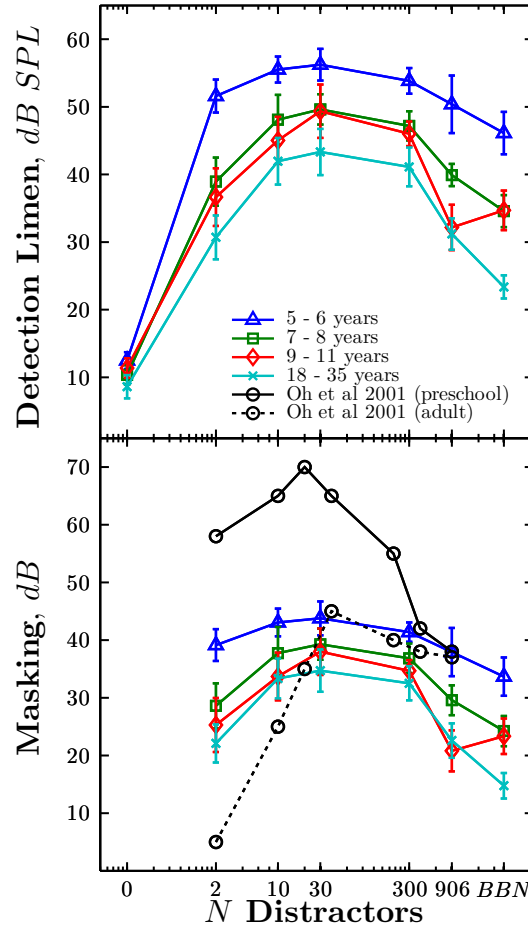 Detection Limen, dB SPL
60
50
40
30
20
10
5 - 6 years
7 - 8 years
9 - 11 years
18 - 35 years
Oh et al 2001 (preschool)
Oh et al 2001 (adult)
Masking, dB
70
60
50
40
30
20
10
0 2 10 30 300 906 BBN
N Distractors